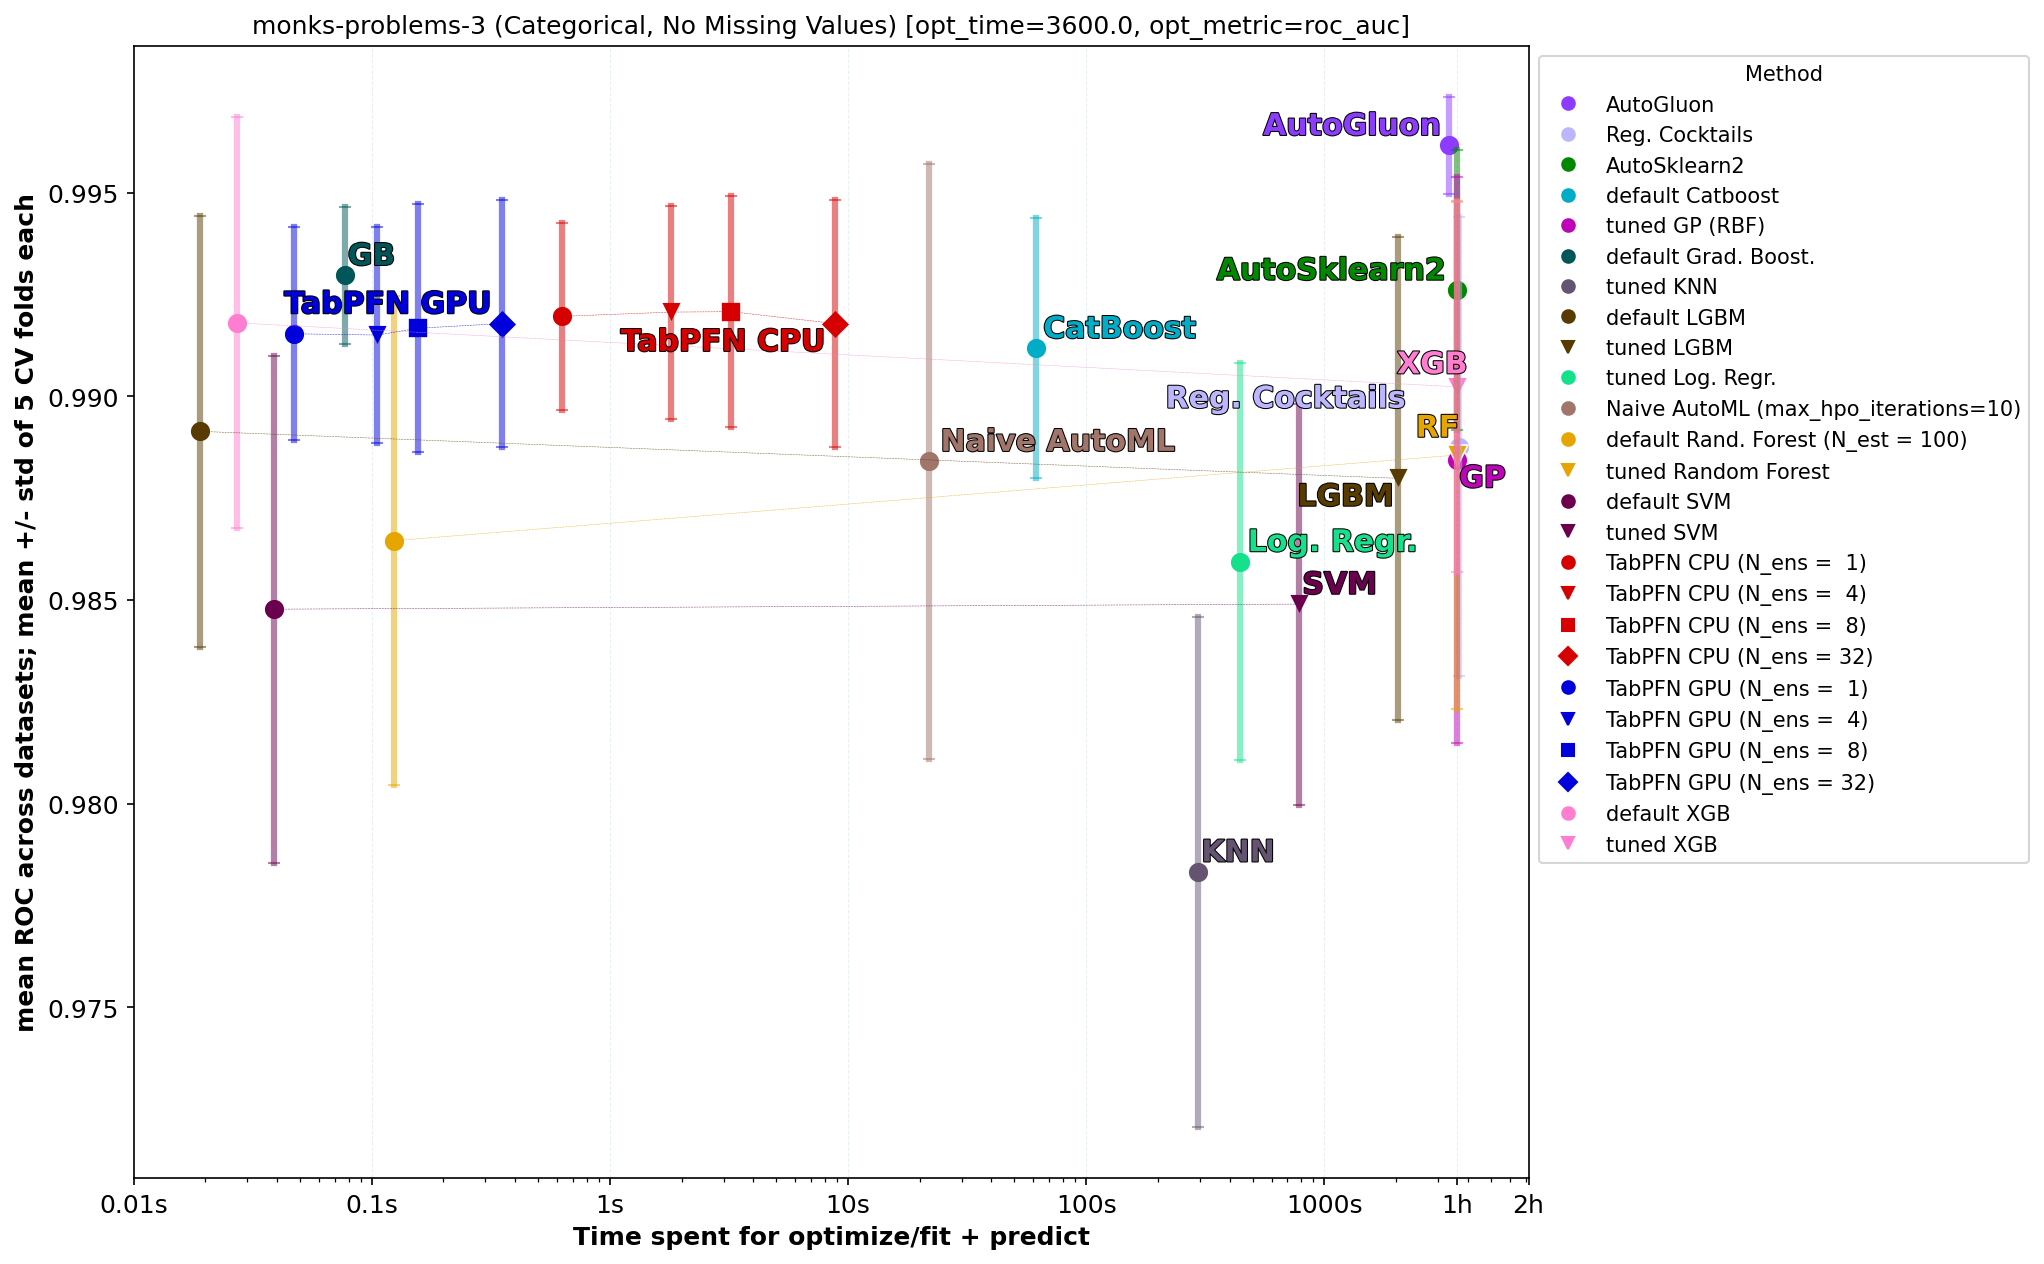 monks-problems-3 (Categorical, No Missing Values) [opt_time=3600.0, opt_metric=roc_auc]
mean ROC across datasets; mean +/- std of 5 CV folds each
0.995
0.990
0.985
0.980
0.975
AutoGluon
GB
AutoSklearn2
TabPFN GPU
TabPFN CPU
CatBoost
XGB
Reg. Cocktails
RF
Naive AutoML
GP
LGBM
Log. Regr.
SVM
KNN
0.01s
0.1s
1s
10s
100s
1000s
1h
2h
Time spent for optimize/fit + predict
Method
AutoGluon
Reg. Cocktails
AutoSklearn2
default Catboost
tuned GP (RBF)
default Grad. Boost.
tuned KNN
default LGBM
tuned LGBM
tuned Log. Regr.
Naive AutoML (max_hpo_iterations=10)
default Rand. Forest (N_est = 100)
tuned Random Forest
default SVM
tuned SVM
TabPFN CPU (N_ens =  1)
TabPFN CPU (N_ens =  4)
TabPFN CPU (N_ens =  8)
TabPFN CPU (N_ens = 32)
TabPFN GPU (N_ens =  1)
TabPFN GPU (N_ens =  4)
TabPFN GPU (N_ens =  8)
TabPFN GPU (N_ens = 32)
default XGB
tuned XGB